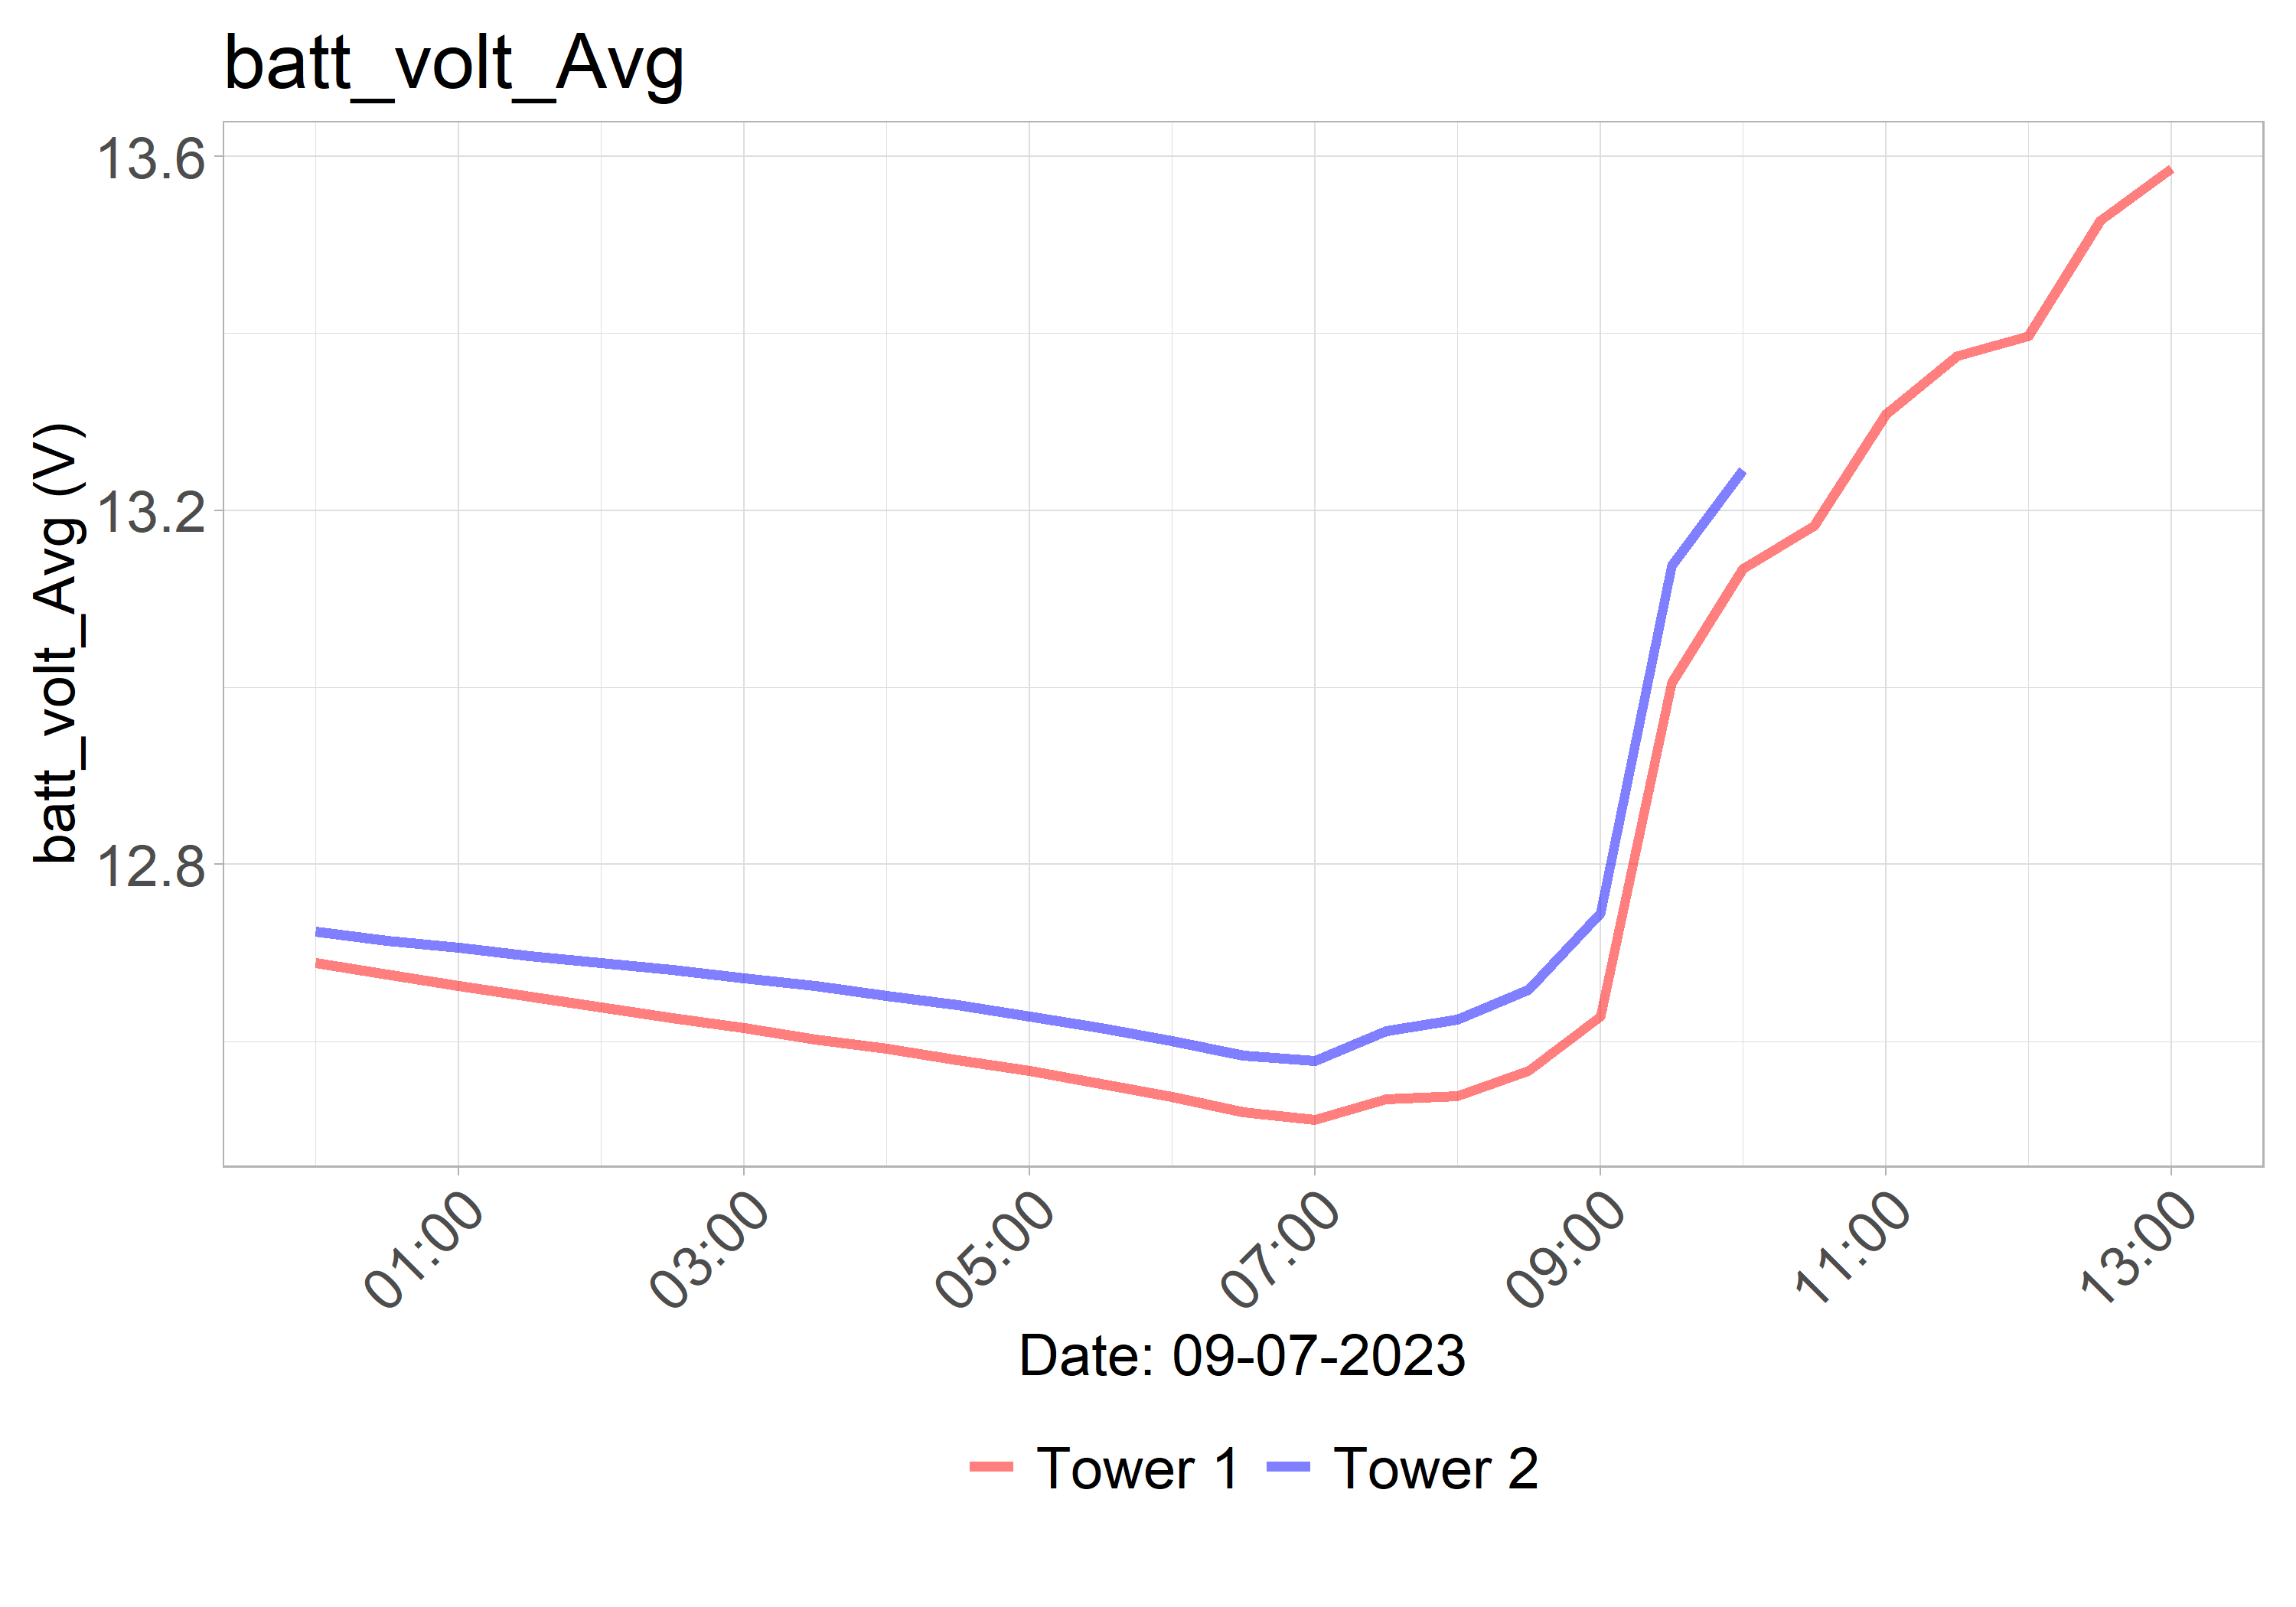 batt_volt_Avg
batt_volt_Avg (V)
13.6
13.2
12.8
01:00 03:00 05:00 07:00 09:00 11:00 13:00
Date: 09-07-2023
Tower 1 Tower 2